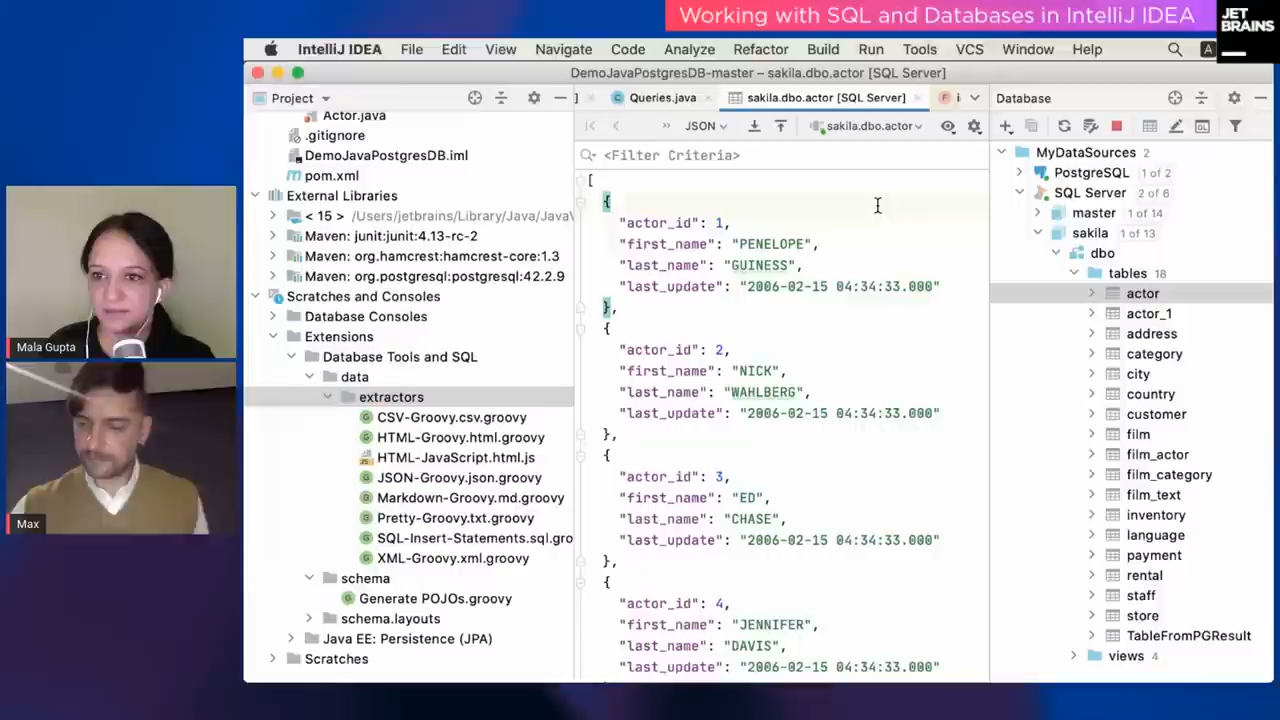 Working with SQL and Databases in IntelliJ IDEA
JET
BRAINS
IntelliJ IDEA File Edit View Navigate Code Analyze Refactor Build Run Tools VCS Window Help A
DemoJavaPostgresDB-master – sakila.dbo.actor [SQL Server]
Project
Actor.java
.gitignore
DemoJavaPostgresDB.iml
pom.xml
External Libraries
< 15 > /Users/jetbrains/Library/Java/JavaV
Maven: junit:junit:4.13-rc-2
Maven: org.hamcrest:hamcrest-core:1.3
Maven: org.postgresql:postgresql:42.2.9
Scratches and Consoles
Database Consoles
Extensions
Database Tools and SQL
data
extractors
CSV-Groovy.csv.groovy
HTML-Groovy.html.groovy
HTML-JavaScript.html.js
JSON-Groovy.json.groovy
Markdown-Groovy.md.groovy
Pretty-Groovy.txt.groovy
SQL-Insert-Statements.sql.gro
XML-Groovy.xml.groovy
schema
Generate POJOs.groovy
schema.layouts
Java EE: Persistence (JPA)
Scratches
Queries.java sakila.dbo.actor [SQL Server]
JSON sakila.dbo.actor
<Filter Criteria>
[
{
"actor_id": 1,
"first_name": "PENELOPE",
"last_name": "GUINESS",
"last_update": "2006-02-15 04:34:33.000"
},
{
"actor_id": 2,
"first_name": "NICK",
"last_name": "WAHLBERG",
"last_update": "2006-02-15 04:34:33.000"
},
{
"actor_id": 3,
"first_name": "ED",
"last_name": "CHASE",
"last_update": "2006-02-15 04:34:33.000"
},
{
"actor_id": 4,
"first_name": "JENNIFER",
"last_name": "DAVIS",
"last_update": "2006-02-15 04:34:33.000"
Database
MyDataSources 2
PostgreSQL 1 of 2
SQL Server 2 of 6
master 1 of 14
sakila 1 of 13
dbo
tables 18
actor
actor_1
address
category
city
country
customer
film
film_actor
film_category
film_text
inventory
language
payment
rental
staff
store
TableFromPGResult
views 4
Mala Gupta
Max